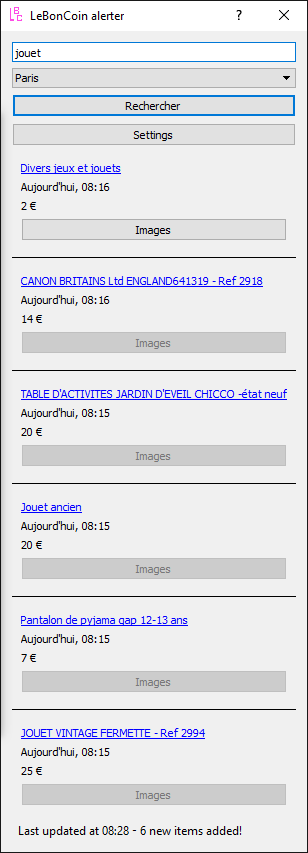 LBC LeBonCoin alerter ?
jouet
Paris
Rechercher
Settings
Divers jeux et jouets
Aujourd'hui, 08:16
2 €
Images
CANON BRITAINS Ltd ENGLAND641319 - Ref 2918
Aujourd'hui, 08:16
14 €
Images
TABLE D'ACTIVITES JARDIN D'EVEIL CHICCO -état neuf
Aujourd'hui, 08:15
20 €
Images
Jouet ancien
Aujourd'hui, 08:15
20 €
Images
Pantalon de pyjama gap 12-13 ans
Aujourd'hui, 08:15
7 €
Images
JOUET VINTAGE FERMETTE - Ref 2994
Aujourd'hui, 08:15
25 €
Images
Last updated at 08:28 - 6 new items added!